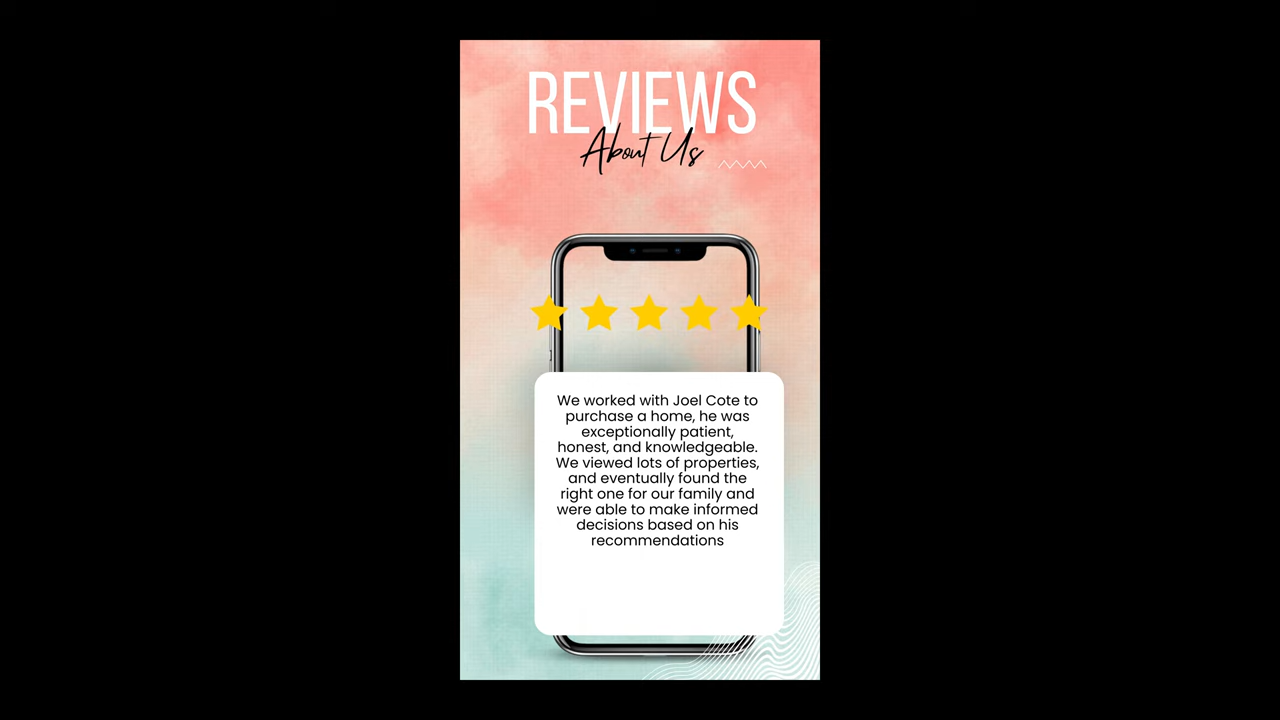 REVIEWS
About Us
We worked with Joel Cote to
purchase a home, he was
exceptionally patient,
honest, and knowledgeable.
We viewed lots of properties,
and eventually found the
right one for our family and
were able to make informed
decisions based on his
recommendations